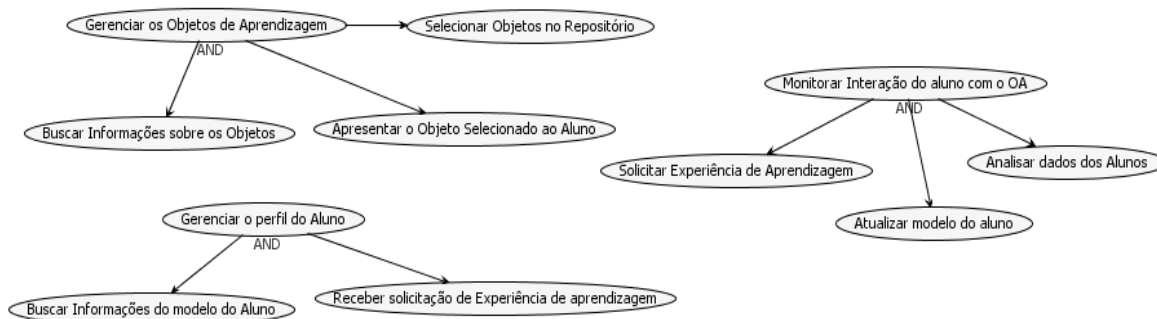 Gerenciar os Objetos de Aprendizagem
Selecionar Objetos no Repositório
AND
Buscar Informações sobre os Objetos
Apresentar o Objeto Selecionado ao Aluno
Monitorar Interação do aluno com o OA
AND
Solicitar Experiência de Aprendizagem
Analisar dados dos Alunos
Atualizar modelo do aluno
Gerenciar o perfil do Aluno
AND
Buscar Informações do modelo do Aluno
Receber solicitação de Experiência de aprendizagem